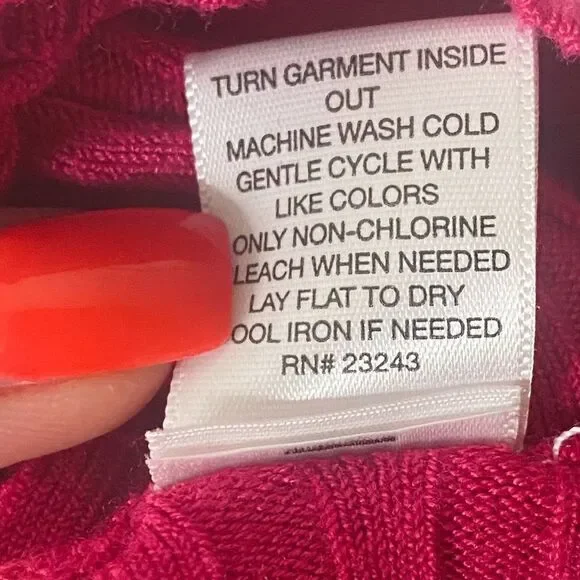 TURN GARMENT INSIDE
OUT
MACHINE WASH COLD
GENTLE CYCLE WITH
LIKE COLORS
ONLY NON-CHLORINE
LEACH WHEN NEEDED
LAY FLAT TO DRY
OOL IRON IF NEEDED
RN# 23243